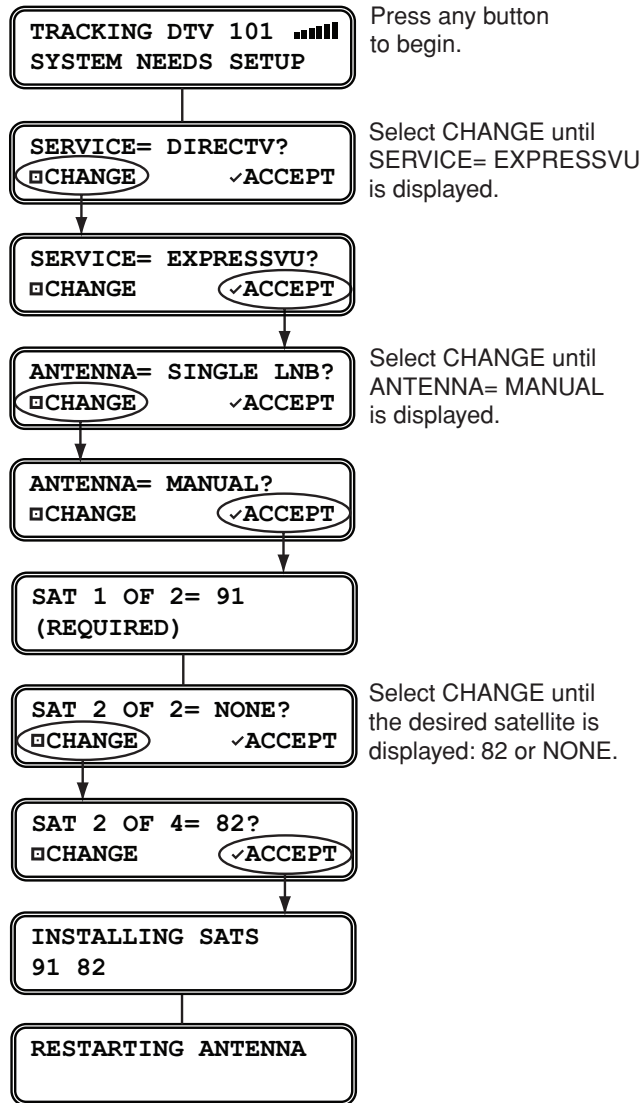 TRACKING DTV 101
SYSTEM NEEDS SETUP
Press any button
to begin.
SERVICE= DIRECTV?
CHANGE ✓ACCEPT
Select CHANGE until
SERVICE= EXPRESSVU
is displayed.
SERVICE= EXPRESSVU?
CHANGE ✓ACCEPT
ANTENNA= SINGLE LNB?
CHANGE ✓ACCEPT
Select CHANGE until
ANTENNA= MANUAL
is displayed.
ANTENNA= MANUAL?
CHANGE ✓ACCEPT
SAT 1 OF 2= 91
(REQUIRED)
SAT 2 OF 2= NONE?
CHANGE ✓ACCEPT
Select CHANGE until
the desired satellite is
displayed: 82 or NONE.
SAT 2 OF 4= 82?
CHANGE ✓ACCEPT
INSTALLING SATS
91 82
RESTARTING ANTENNA